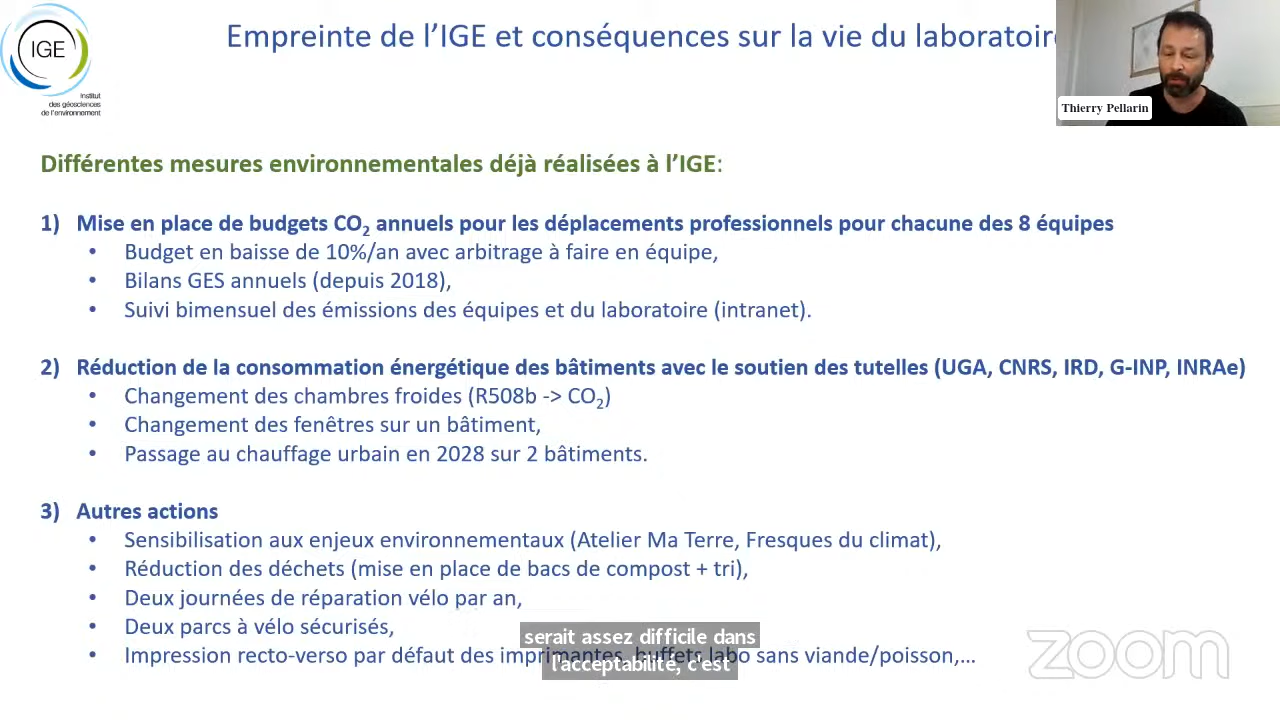 IGE
institut
des géosciences
de l'environnement
Empreinte de l'IGE et conséquences sur la vie du laboratoire
Thierry Pellarin
Différentes mesures environnementales déjà réalisées à l'IGE:
1) Mise en place de budgets CO2 annuels pour les déplacements professionnels pour chacune des 8 équipes
• Budget en baisse de 10%/an avec arbitrage à faire en équipe,
• Bilans GES annuels (depuis 2018),
• Suivi bimensuel des émissions des équipes et du laboratoire (intranet).
2) Réduction de la consommation énergétique des bâtiments avec le soutien des tutelles (UGA, CNRS, IRD, G-INP, INRAe)
• Changement des chambres froides (R508b -> CO2)
• Changement des fenêtres sur un bâtiment,
• Passage au chauffage urbain en 2028 sur 2 bâtiments.
3) Autres actions
• Sensibilisation aux enjeux environnementaux (Atelier Ma Terre, Fresques du climat),
• Réduction des déchets (mise en place de bacs de compost + tri),
• Deux journées de réparation vélo par an,
• Deux parcs à vélo sécurisés,
• Impression recto-verso par défaut des imprimantes, buffets labo sans viande/poisson,...
serait assez difficile dans
l'acceptabilité, c'est
zoom